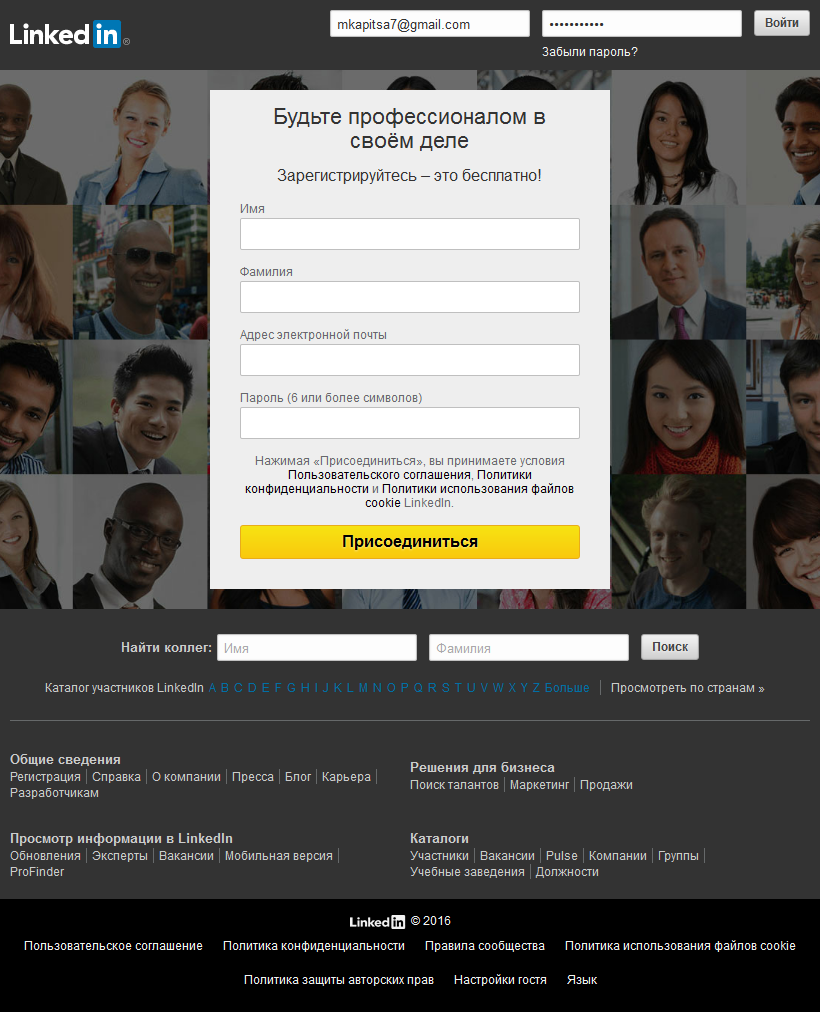 Linked in ®
mkapitsa7@gmail.com
•••••••••••
Войти
Забыли пароль?
Будьте профессионалом в
своём деле
Зарегистрируйтесь – это бесплатно!
Имя
Фамилия
Адрес электронной почты
Пароль (6 или более символов)
Нажимая «Присоединиться», вы принимаете условия
Пользовательского соглашения, Политики
конфиденциальности и Политики использования файлов
cookie LinkedIn.
Присоединиться
Найти коллег: Имя Фамилия Поиск
Каталог участников LinkedIn A B C D E F G H I J K L M N O P Q R S T U V W X Y Z Больше Просмотреть по странам »
Общие сведения
Регистрация Справка О компании Пресса Блог Карьера
Разработчикам
Решения для бизнеса
Поиск талантов Маркетинг Продажи
Просмотр информации в LinkedIn
Обновления Эксперты Вакансии Мобильная версия
ProFinder
Каталоги
Участники Вакансии Pulse Компании Группы
Учебные заведения Должности
Linked in © 2016
Пользовательское соглашение Политика конфиденциальности Правила сообщества Политика использования файлов cookie
Политика защиты авторских прав Настройки гостя Язык